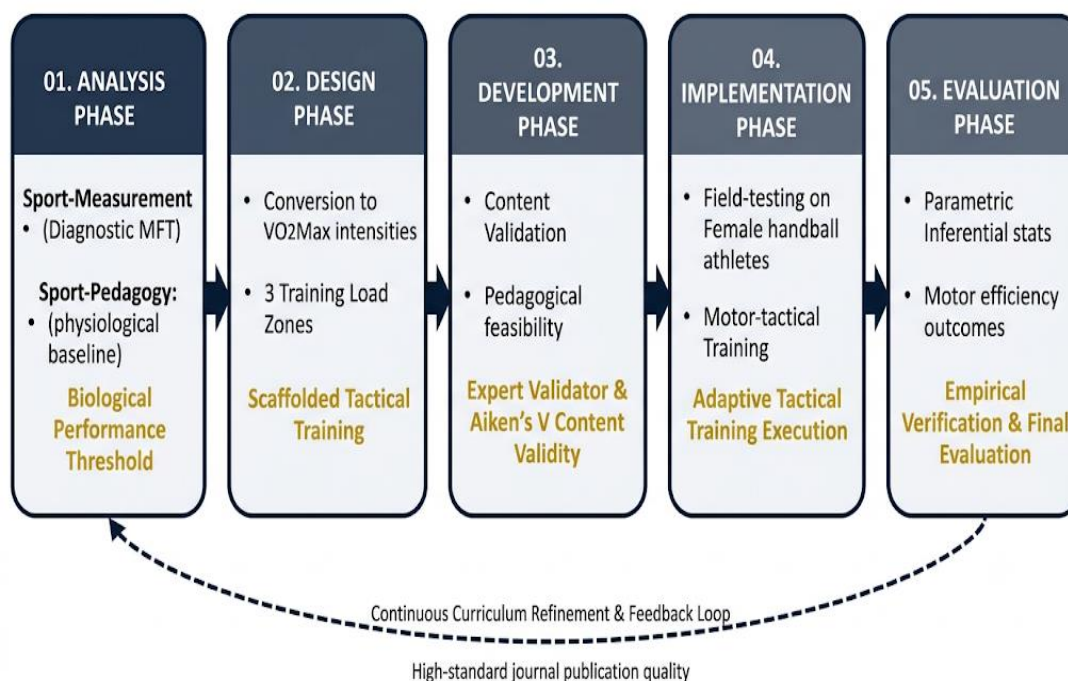 01. ANALYSIS
PHASE
Sport-Measurement
• (Diagnostic MFT)
Sport-Pedagogy:
• (physiological
baseline)
Biological
Performance
Threshold
02. DESIGN
PHASE
• Conversion to
VO2Max intensities
• 3 Training Load
Zones
Scaffolded Tactical
Training
03.
DEVELOPMENT
PHASE
• Content
Validation
• Pedagogical
feasibility
Expert Validator &
Aiken's V Content
Validity
04.
IMPLEMENTATION
PHASE
• Field-testing on
Female handball
athletes
• Motor-tactical
Training
Adaptive Tactical
Training Execution
05. EVALUATION
PHASE
• Parametric
Inferential stats
• Motor efficiency
outcomes
Empirical
Verification & Final
Evaluation
Continuous Curriculum Refinement & Feedback Loop
High-standard journal publication quality